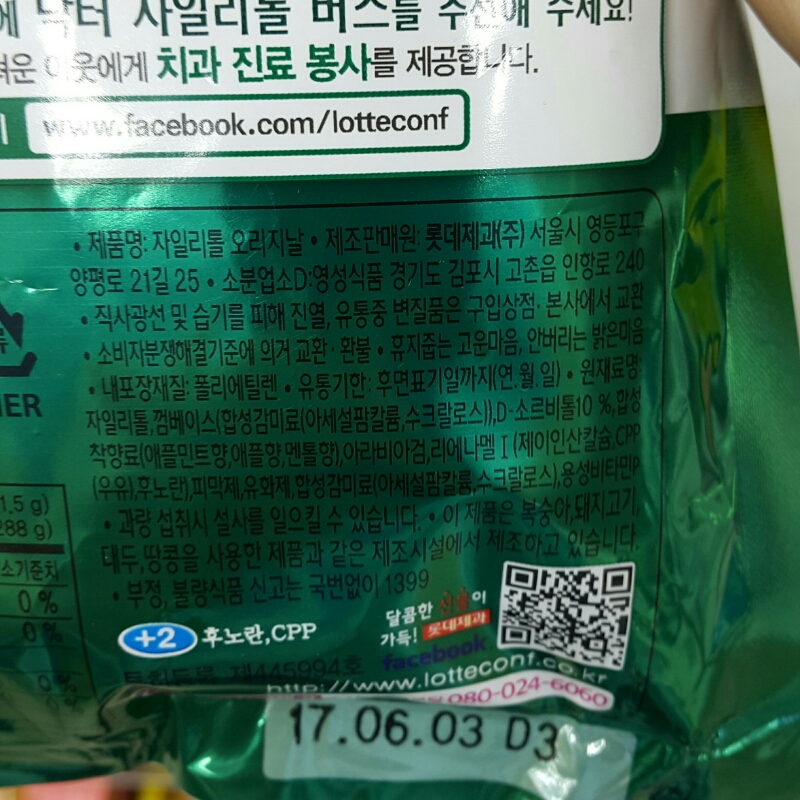 닥터 자일리톨 버스를 추천해 주세요!
이웃에게 치과 진료 봉사를 제공합니다.
www.facebook.com/lotteconf
• 제품명: 자일리톨 오리지날 • 제조판매원: 롯데제과(주) 서울시 영등포구
양평로 21길 25 • 소분업소D:영성식품 경기도 김포시 고촌읍 인향로 240
• 직사광선 및 습기를 피해 진열, 유통중 변질품은 구입상점· 본사에서 교환
• 소비자분쟁해결기준에 의거 교환·환불 • 휴지줍는 고운마음, 안버리는 밝은마음
• 내포장재질: 폴리에틸렌 • 유통기한: 후면표기일까지(연.월.일) • 원재료명:
자일리톨,껌베이스(합성감미료(아세설팜칼륨,수크랄로스)),D-소르비톨10 %,합성
착향료(애플민트향,애플향,멘톨향),아라비아검,리에나멜Ⅰ(제이인산칼슘,CPP
(우유),후노란),피막제,유화제,합성감미료(아세설팜칼륨,수크랄로스),용성비타민P
• 과량 섭취시 설사를 일으킬 수 있습니다. • 이 제품은 복숭아,돼지고기,
대두,땅콩을 사용한 제품과 같은 제조시설에서 제조하고 있습니다.
• 부정, 불량식품 신고는 국번없이 1399
1.5 g)
288 g)
소기준치
0 %
0 %
0 %
0 %
+2 후노란,CPP
달콤한 선물이
가득! 롯데제과
facebook
특허등록 제445994호
http://www.lotteconf.co.kr
080-024-6060
17.06.03 D3